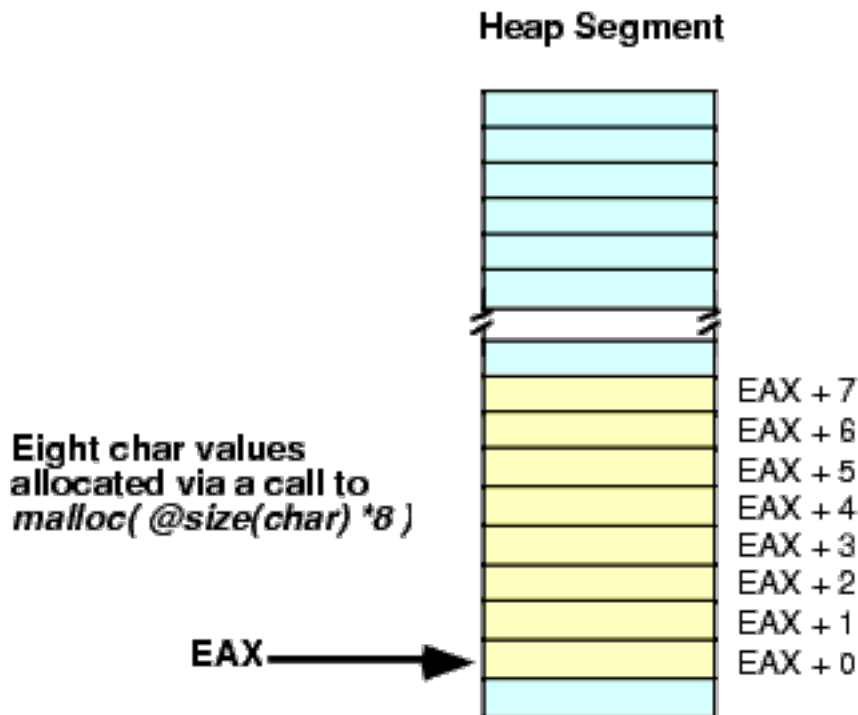 Heap Segment
EAX + 7
EAX + 6
Eight char values
allocated via a call to
malloc( @size(char) *8 )
EAX + 5
EAX + 4
EAX + 3
EAX + 2
EAX + 1
EAX
EAX + 0